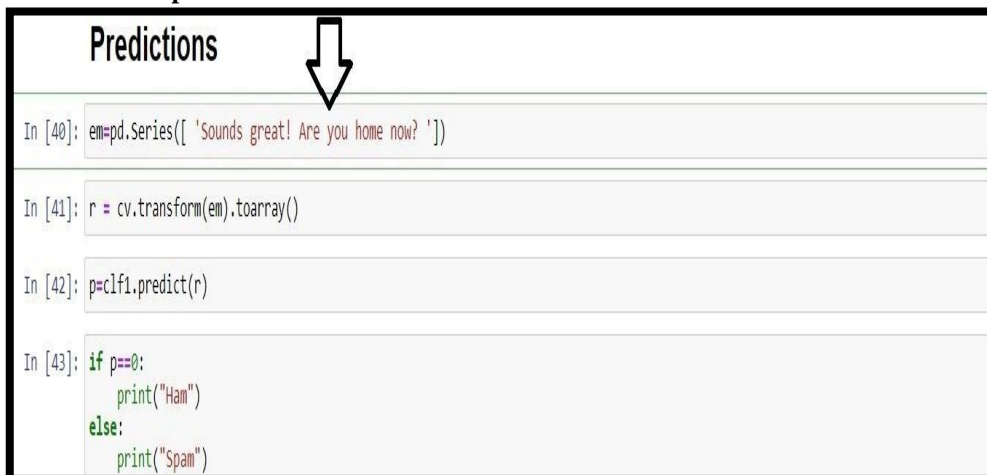 Predictions
In [40]: em=pd.Series([ 'Sounds great! Are you home now? '])
In [41]: r = cv.transform(em).toarray()
In [42]: p=clf1.predict(r)
In [43]: if p==0:
    print("Ham")
else:
    print("Spam")